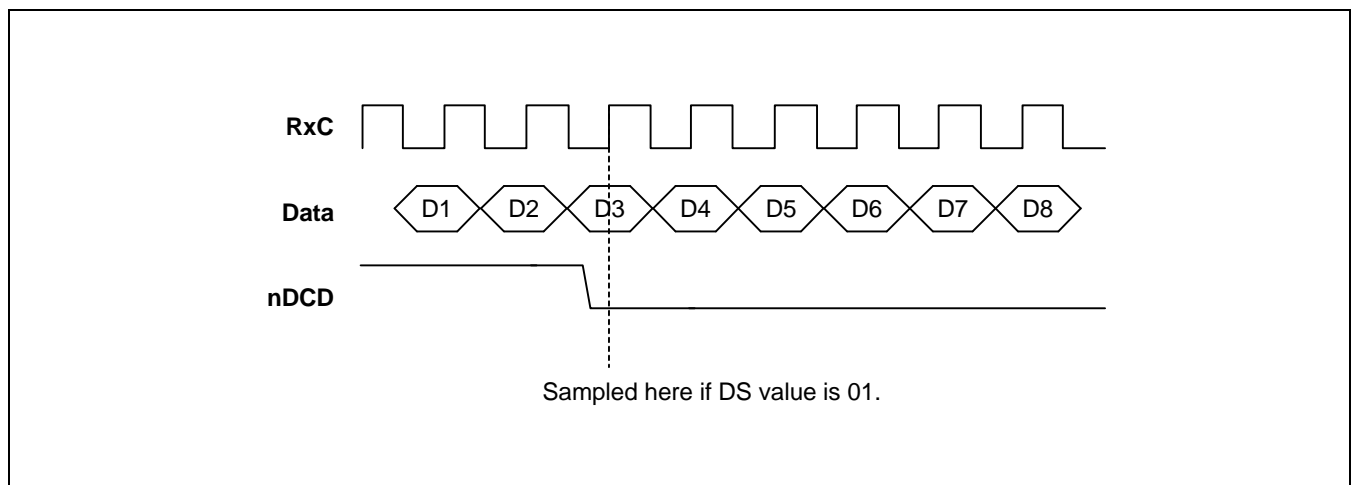 RxC
Data D1 D2 D3 D4 D5 D6 D7 D8
nDCD
Sampled here if DS value is 01.